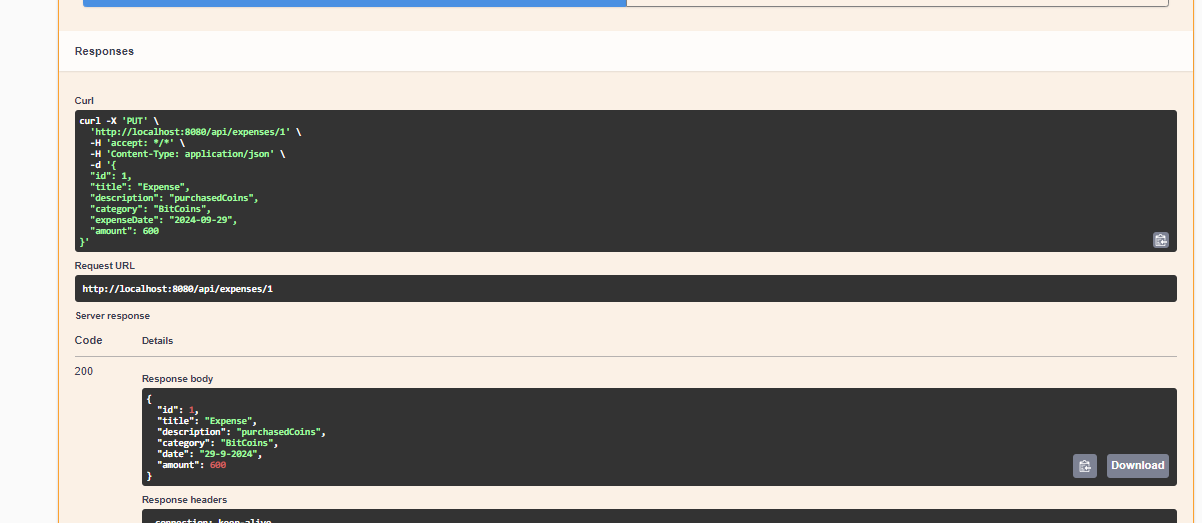 Responses
Curl
curl -X 'PUT' \
  'http://localhost:8080/api/expenses/1' \
  -H 'accept: */*' \
  -H 'Content-Type: application/json' \
  -d '{
  "id": 1,
  "title": "Expense",
  "description": "purchasedCoins",
  "category": "BitCoins",
  "expenseDate": "2024-09-29",
  "amount": 600
}'
Request URL
http://localhost:8080/api/expenses/1
Server response
Code Details
200
Response body
{
  "id": 1,
  "title": "Expense",
  "description": "purchasedCoins",
  "category": "BitCoins",
  "date": "29-9-2024",
  "amount": 600
}
Download
Response headers
connection: keep-alive